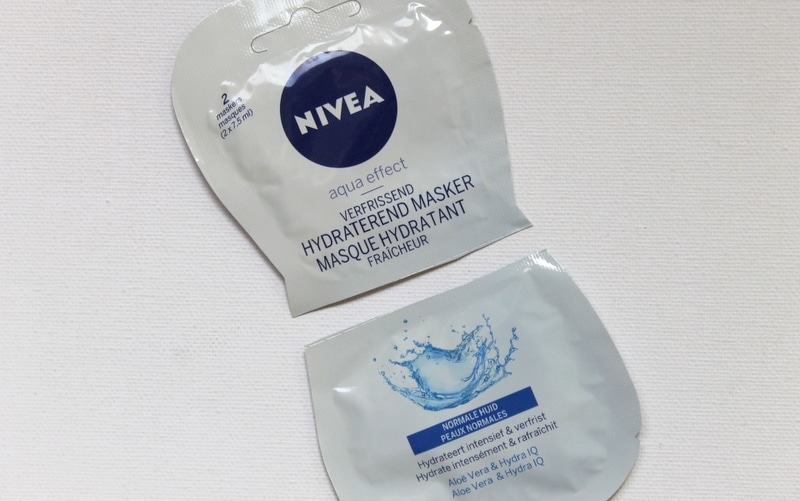 2
maskers
masques
(2 x 7,5 ml)
NIVEA
aqua effect
VERFRISSEND
HYDRATEREND MASKER
MASQUE HYDRATANT
FRAÎCHEUR
NORMALE HUID
PEAUX NORMALES
Hydrateert intensief & verfrist
Hydrate intensément & rafraîchit
Aloë Vera & Hydra IQ
Aloe Vera & Hydra IQ